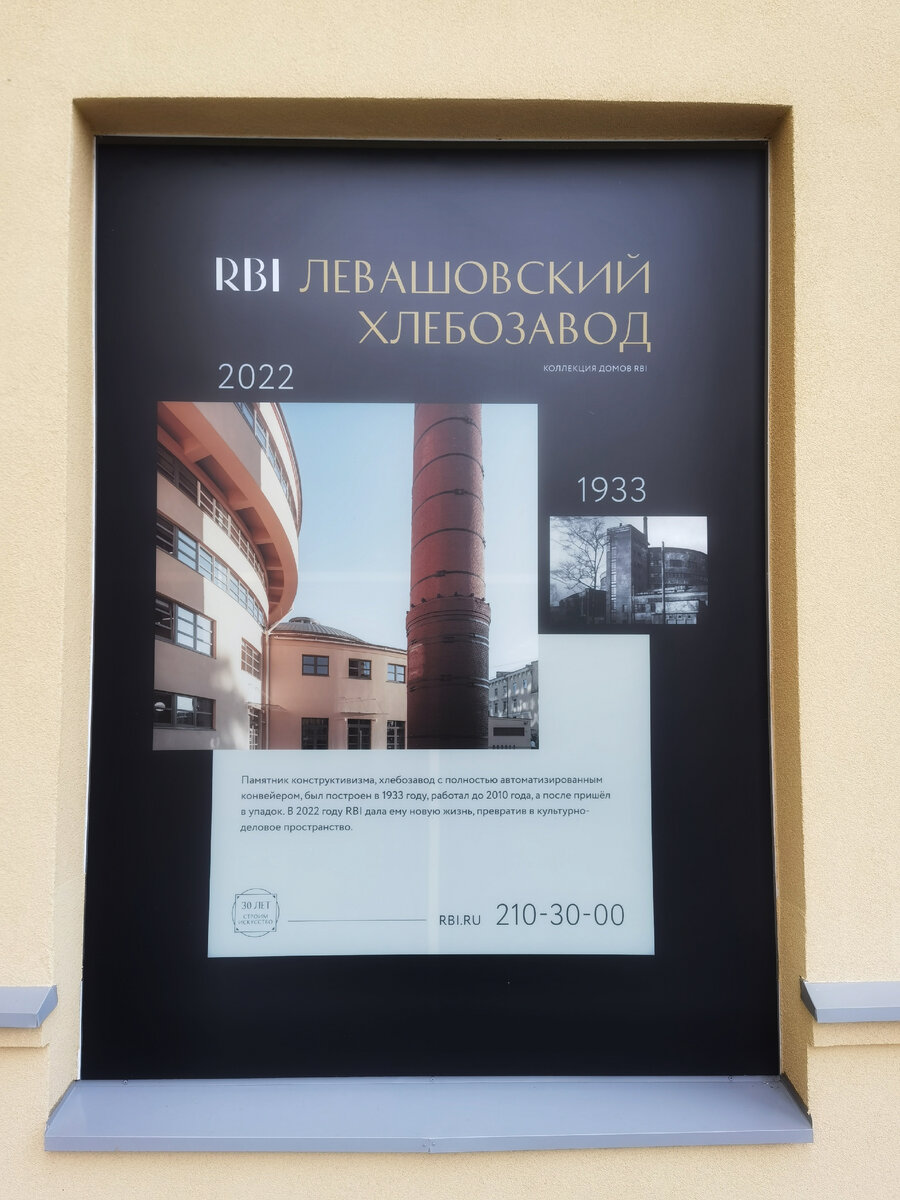 RBI ЛЕВАШОВСКИЙ
ХЛЕБОЗАВОД
КОЛЛЕКЦИЯ ДОМОВ RBI
2022
1933
Памятник конструктивизма, хлебозавод с полностью автоматизированным
конвейером, был построен в 1933 году, работал до 2010 года, а после пришёл
в упадок. В 2022 году RBI дала ему новую жизнь, превратив в культурно-
деловое пространство.
30 ЛЕТ
СТРОИМ
ИСКУССТВО
RBI.RU 210-30-00